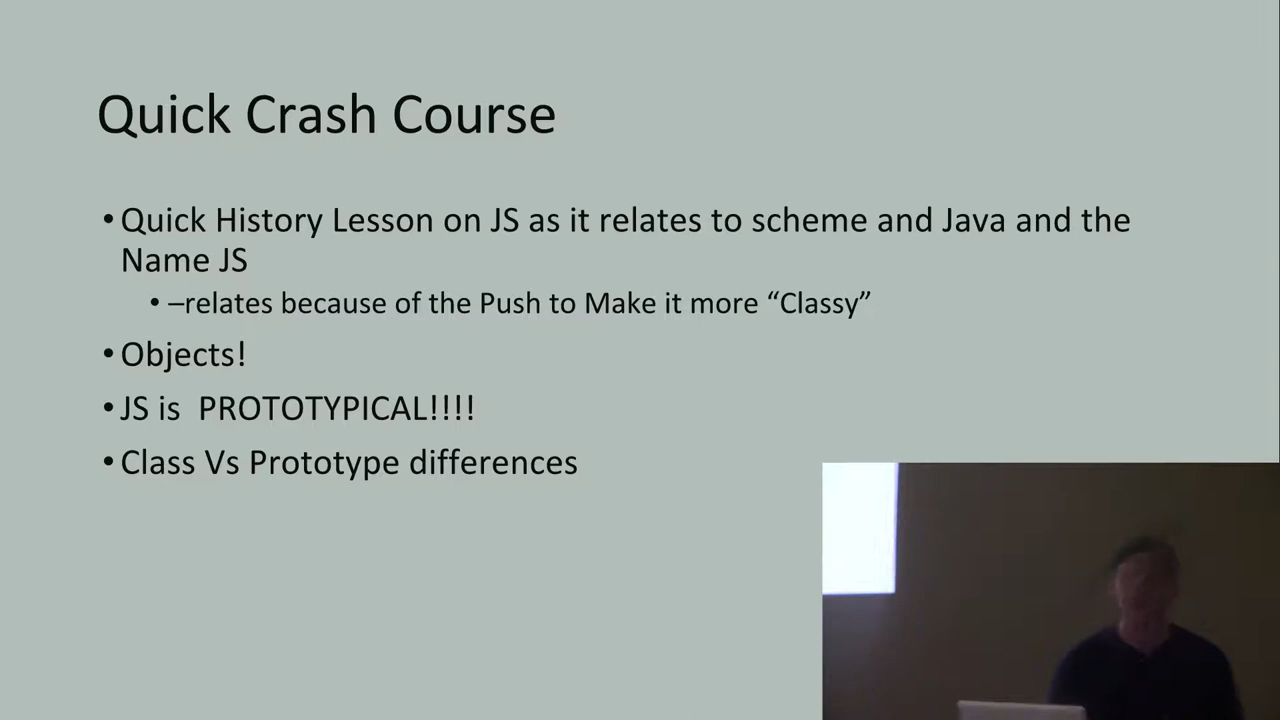 Quick Crash Course
•Quick History Lesson on JS as it relates to scheme and Java and the
Name JS
• –relates because of the Push to Make it more “Classy”
•Objects!
•JS is  PROTOTYPICAL!!!!
•Class Vs Prototype differences